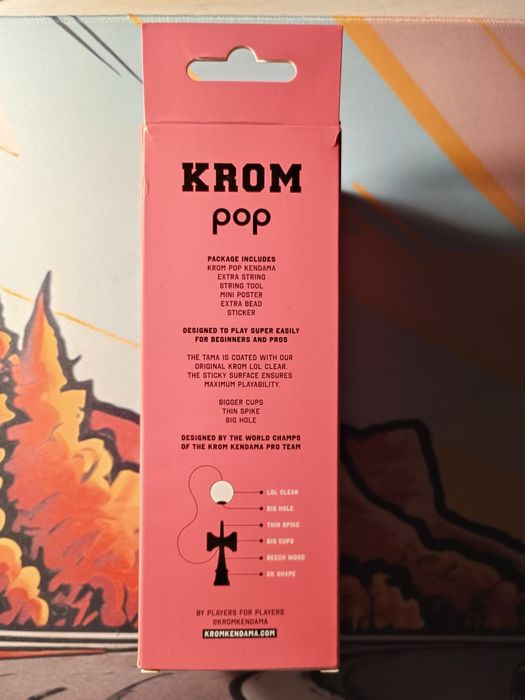 KROM
pop
PACKAGE INCLUDES
KROM POP KENDAMA
EXTRA STRING
STRING TOOL
MINI POSTER
EXTRA BEAD
STICKER
DESIGNED TO PLAY SUPER EASILY
FOR BEGINNERS AND PROS
THE TAMA IS COATED WITH OUR
ORIGINAL KROM LOL CLEAR.
THE STICKY SURFACE ENSURES
MAXIMUM PLAYABILITY.
BIGGER CUPS
THIN SPIKE
BIG HOLE
DESIGNED BY THE WORLD CHAMPS
OF THE KROM KENDAMA PRO TEAM
LOL CLEAR
BIG HOLE
THIN SPIKE
BIG CUPS
BEECH WOOD
CK SHAPE
BY PLAYERS FOR PLAYERS
@KROMKENDAMA
KROMKENDAMA.COM